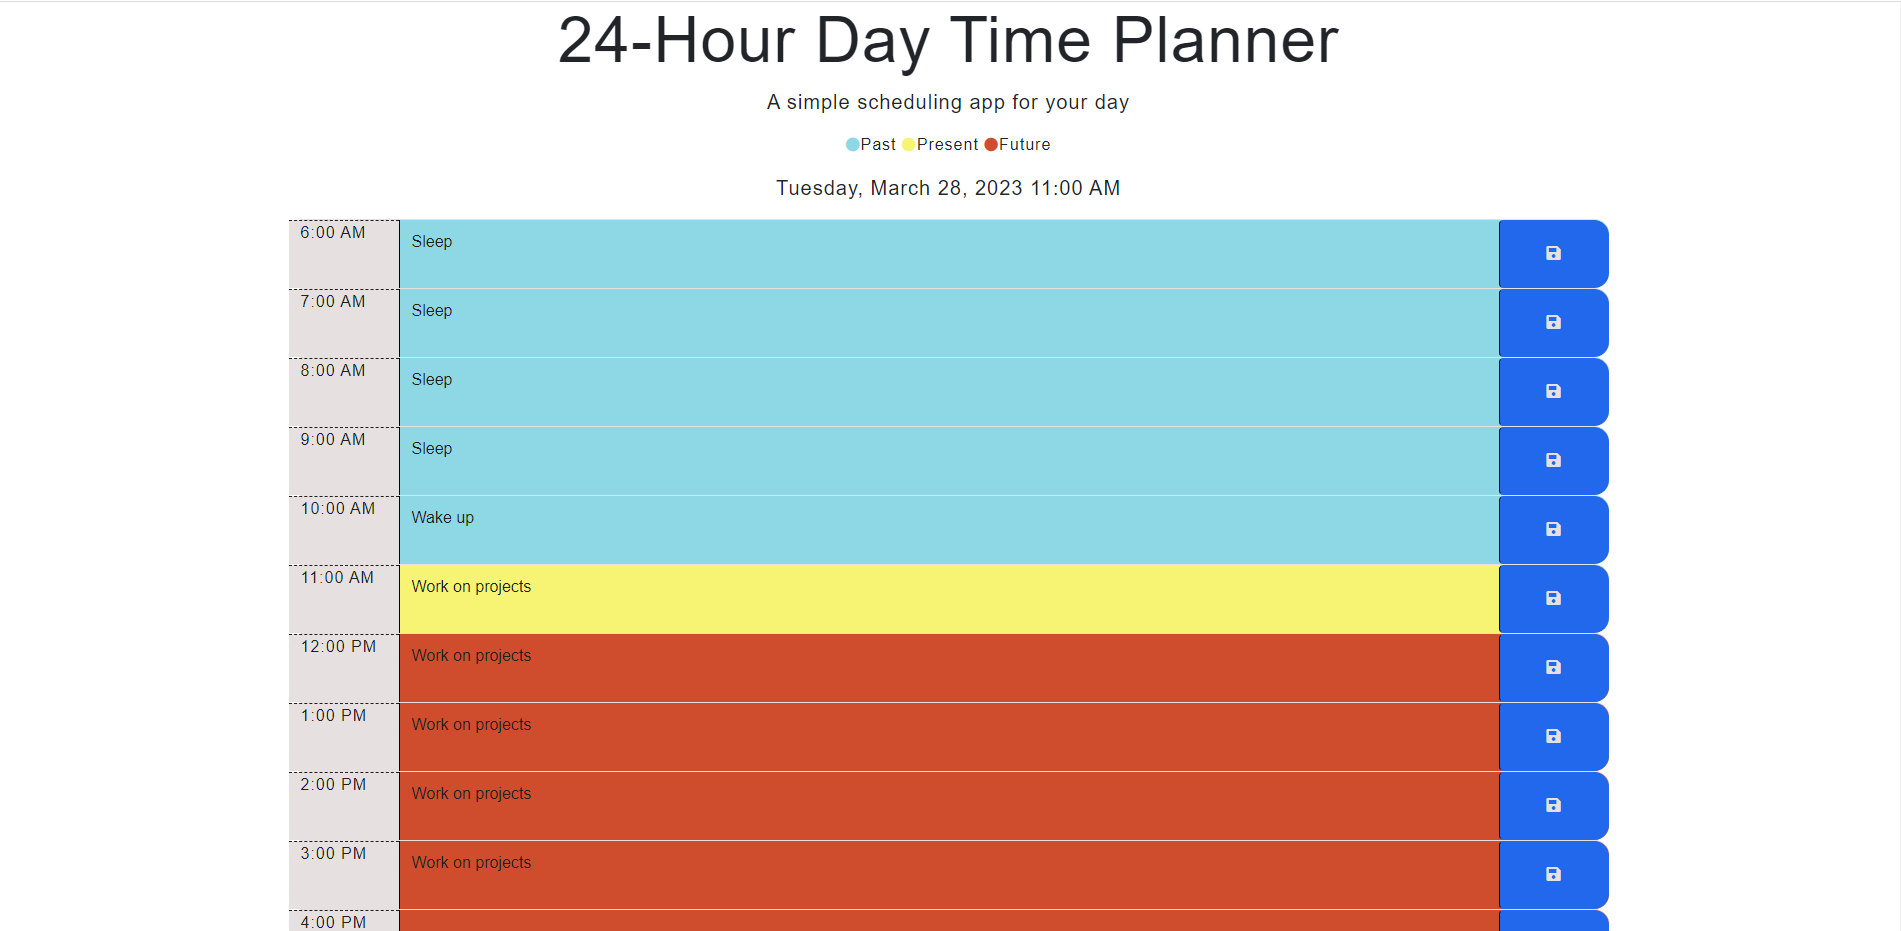 24-Hour Day Time Planner
A simple scheduling app for your day
Past Present Future
Tuesday, March 28, 2023 11:00 AM
6:00 AM Sleep
7:00 AM Sleep
8:00 AM Sleep
9:00 AM Sleep
10:00 AM Wake up
11:00 AM Work on projects
12:00 PM Work on projects
1:00 PM Work on projects
2:00 PM Work on projects
3:00 PM Work on projects
4:00 PM